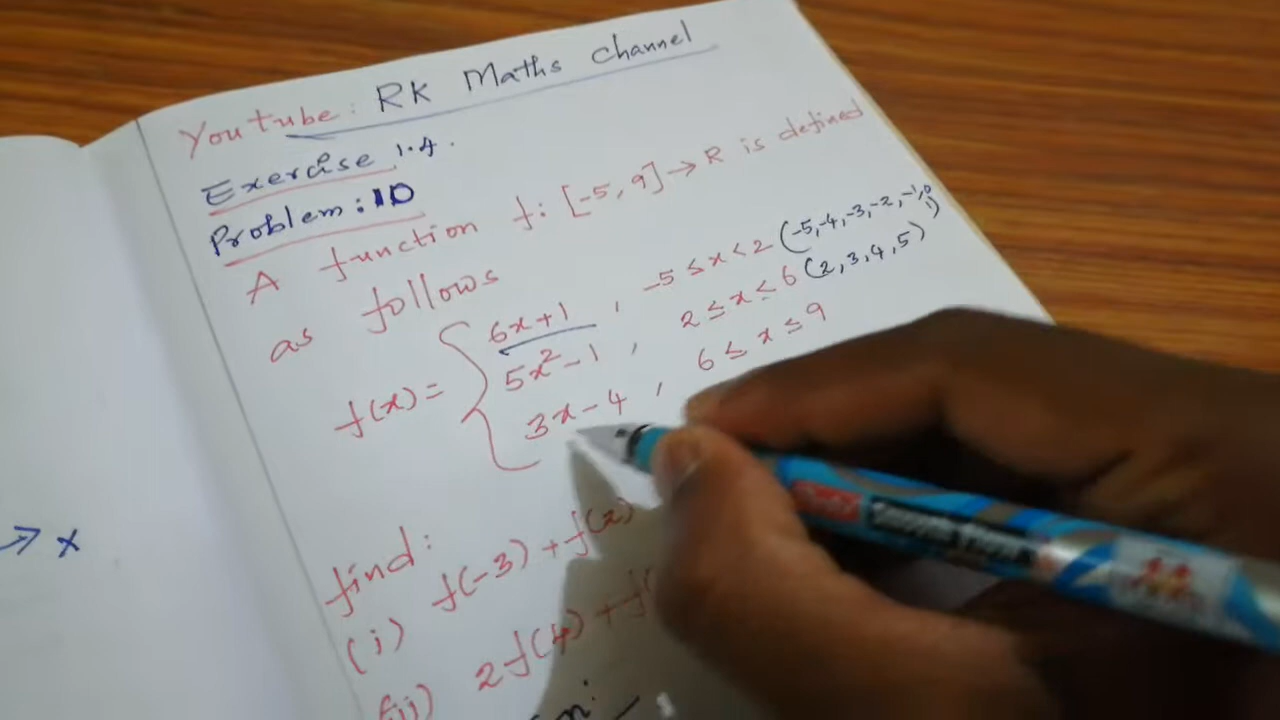 YouTube: RK Maths Channel
Exercise 1.4.
Problem: 10
A function f: [-5, 9] → R is defined
as follows
f(x) = { 6x+1 , -5 ≤ x < 2 (-5,-4,-3,-2,-1,0
1)
5x²-1 , 2 ≤ x ≤ 6 (2,3,4,5)
3x-4 , 6 ≤ x ≤ 9
find:
(i) f(-3) + f(2)
(ii) 2f(4) + f(
→ x